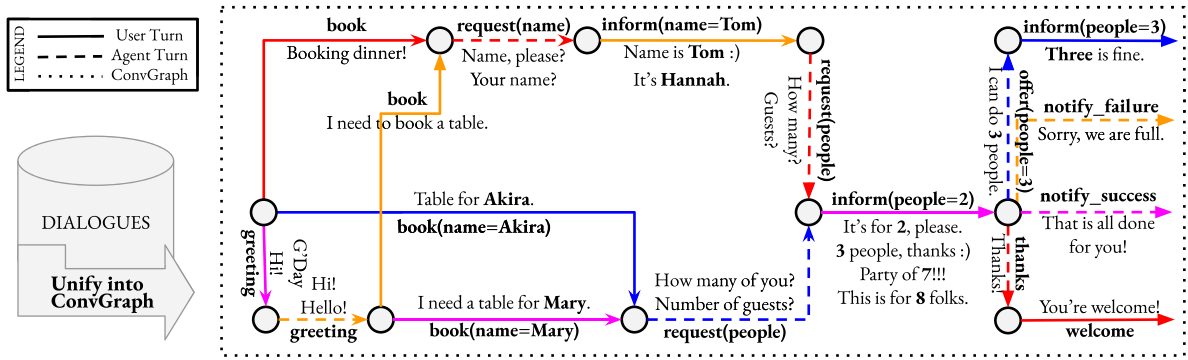 LEGEND
User Turn
Agent Turn
ConvGraph
DIALOGUES
Unify into
ConvGraph
book
Booking dinner!
request(name)
Name, please?
Your name?
inform(name=Tom)
Name is Tom :)
It's Hannah.
book
I need to book a table.
request(people)
How many?
Guests?
Table for Akira.
book(name=Akira)
greeting
Hi!
G'Day
Hi!
Hello!
greeting
I need a table for Mary.
book(name=Mary)
How many of you?
Number of guests?
request(people)
inform(people=2)
It's for 2, please.
3 people, thanks :)
Party of 7!!!
This is for 8 folks.
inform(people=3)
Three is fine.
offer(people=3)
I can do 3 people.
notify_failure
Sorry, we are full.
notify_success
That is all done
for you!
thanks
Thanks!
You're welcome!
welcome